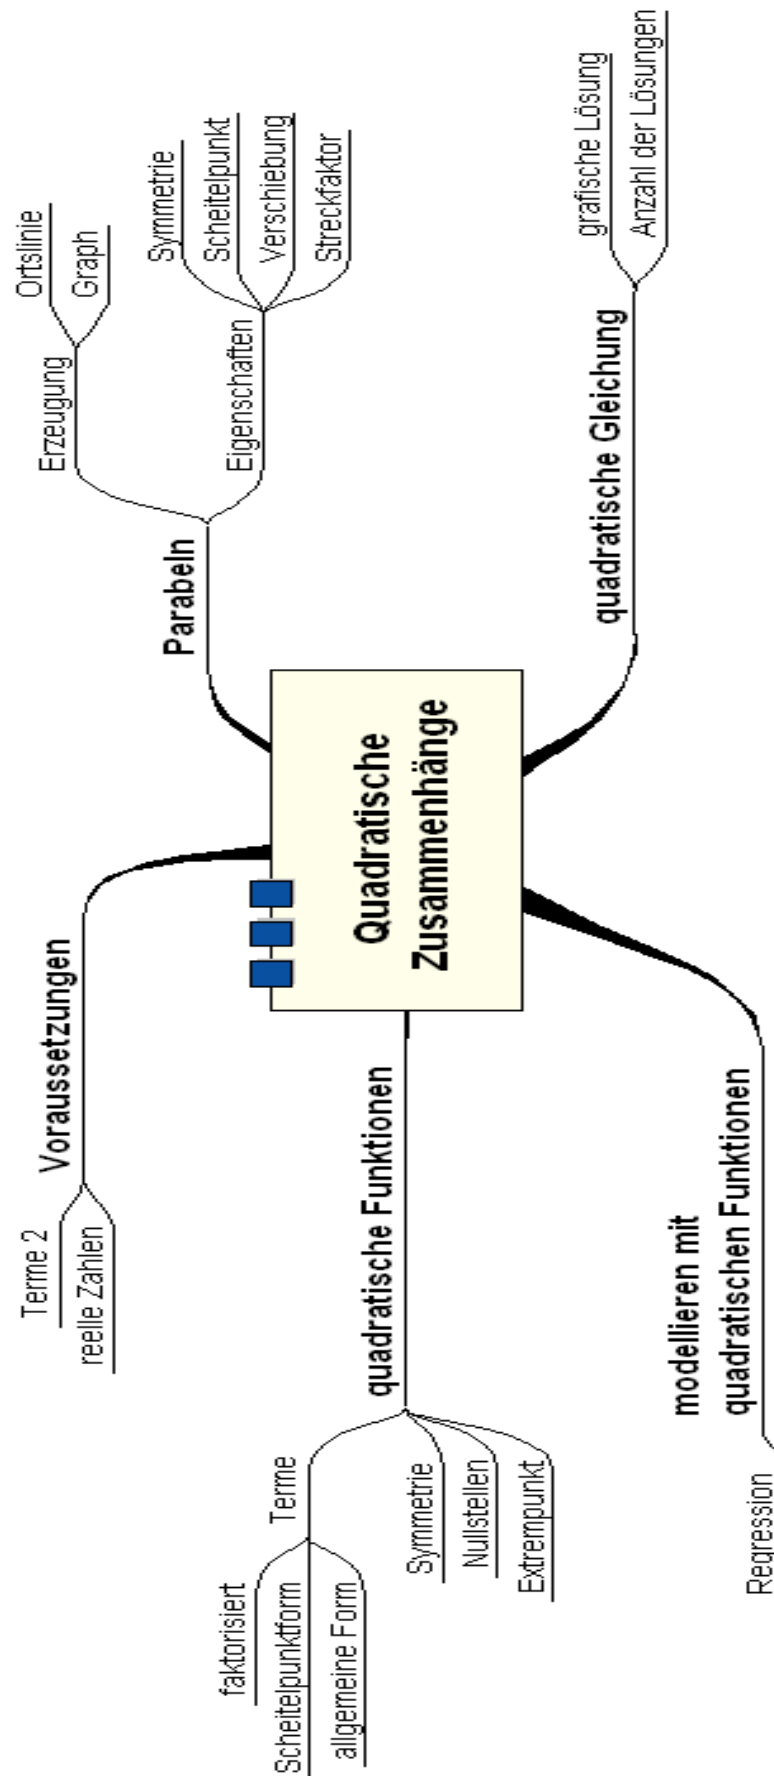 Quadratische
Zusammenhänge
Voraussetzungen
Terme 2
reelle Zahlen
Parabeln
Erzeugung
Ortslinie
Graph
Eigenschaften
Symmetrie
Scheitelpunkt
Verschiebung
Streckfaktor
quadratische Gleichung
grafische Lösung
Anzahl der Lösungen
modellieren mit
quadratischen Funktionen
Regression
quadratische Funktionen
Terme
faktorisiert
Scheitelpunktform
allgemeine Form
Symmetrie
Nullstellen
Extrempunkt